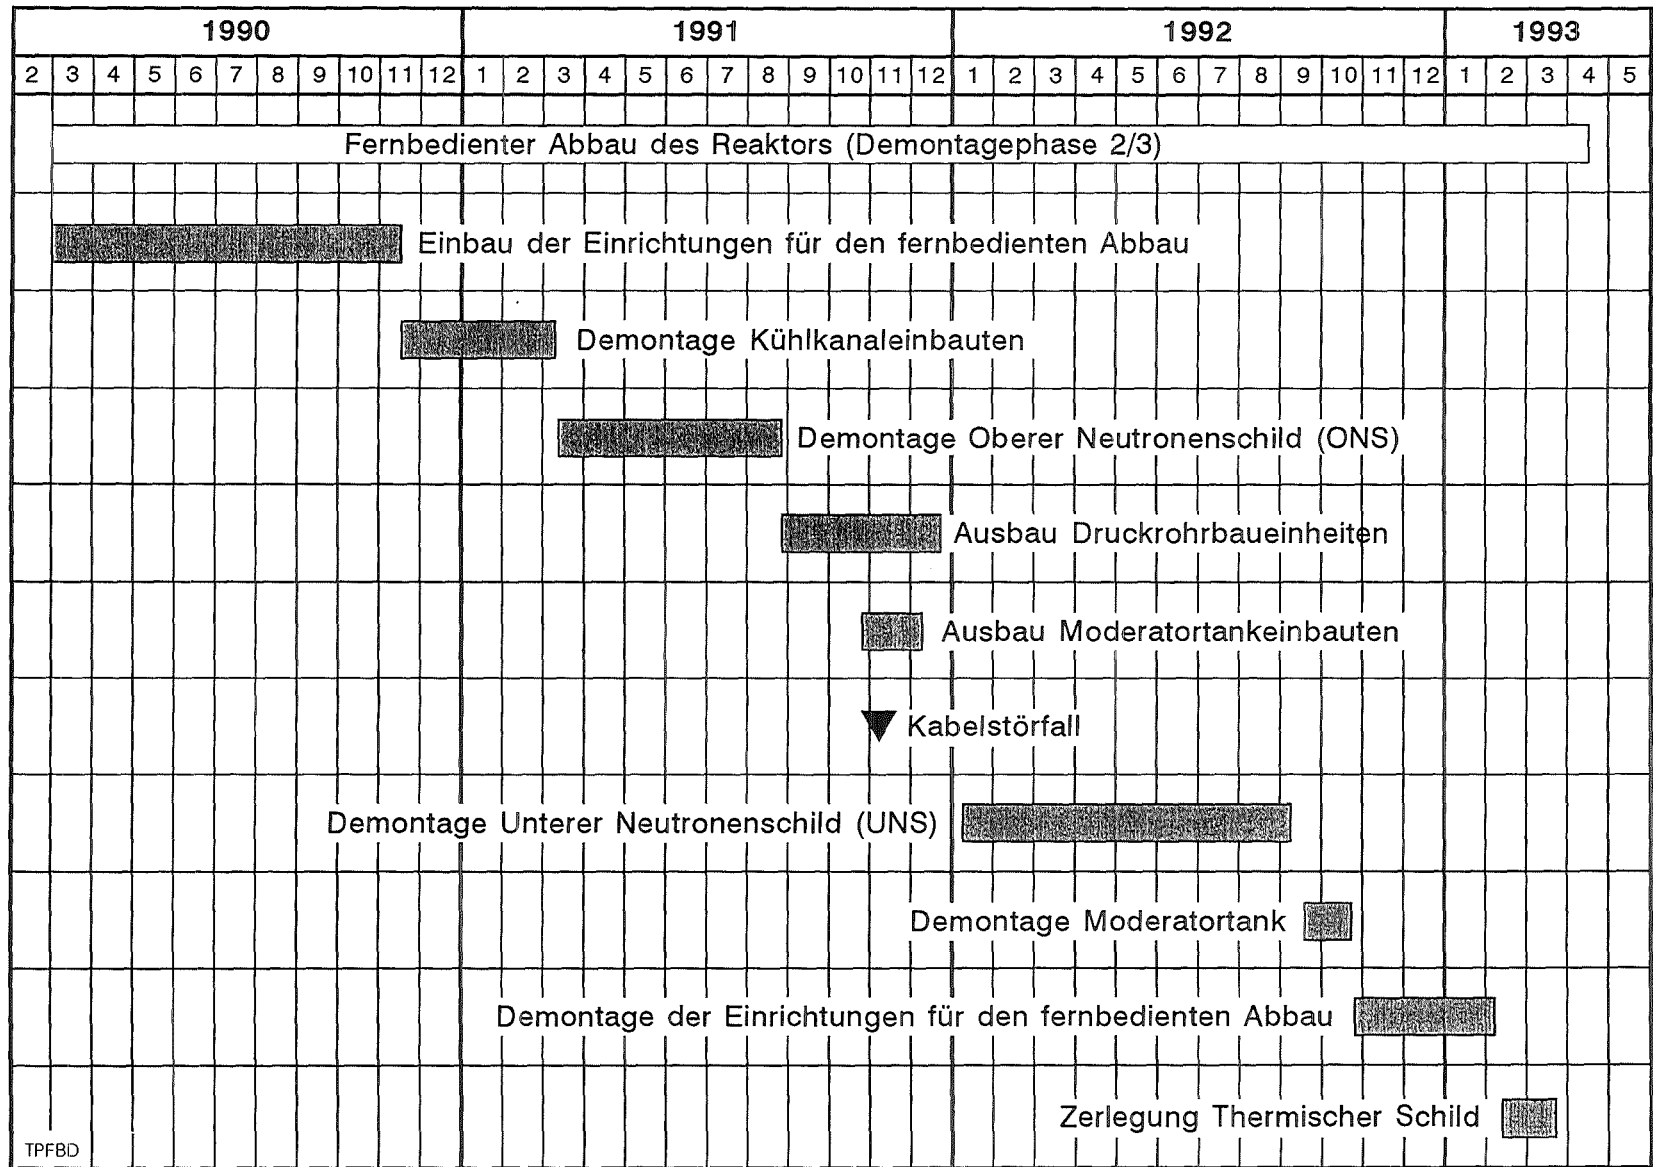 1990 1991 1992 1993
2 3 4 5 6 7 8 9 10 11 12 1 2 3 4 5 6 7 8 9 10 11 12 1 2 3 4 5 6 7 8 9 10 11 12 1 2 3 4 5
Fernbedienter Abbau des Reaktors (Demontagephase 2/3)
Einbau der Einrichtungen für den fernbedienten Abbau
Demontage Kühlkanaleinbauten
Demontage Oberer Neutronenschild (ONS)
Ausbau Druckrohrbaueinheiten
Ausbau Moderatortankeinbauten
Kabelstörfall
Demontage Unterer Neutronenschild (UNS)
Demontage Moderatortank
Demontage der Einrichtungen für den fernbedienten Abbau
Zerlegung Thermischer Schild
TPFBD